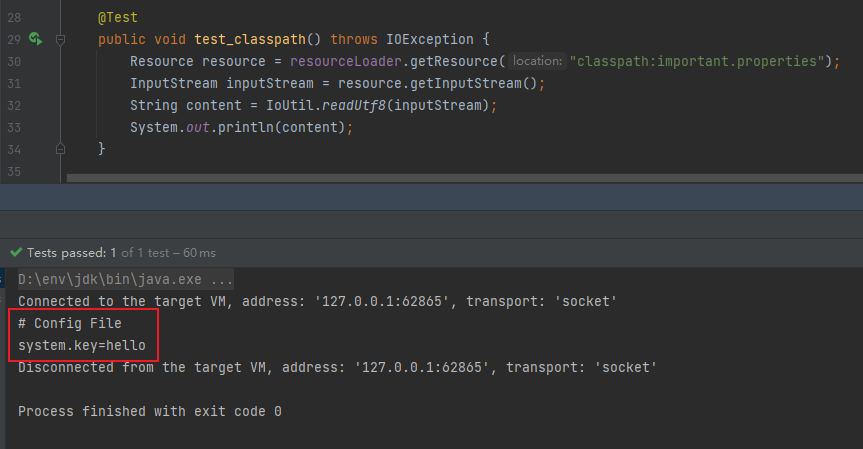 28 @Test
29 public void test_classpath() throws IOException {
30 Resource resource = resourceLoader.getResource( location: "classpath:important.properties");
31 InputStream inputStream = resource.getInputStream();
32 String content = IoUtil.readUtf8(inputStream);
33 System.out.println(content);
34 }
35
Tests passed: 1 of 1 test – 60 ms
D:\env\jdk\bin\java.exe ...
Connected to the target VM, address: '127.0.0.1:62865', transport: 'socket'
# Config File
system.key=hello
Disconnected from the target VM, address: '127.0.0.1:62865', transport: 'socket'
Process finished with exit code 0